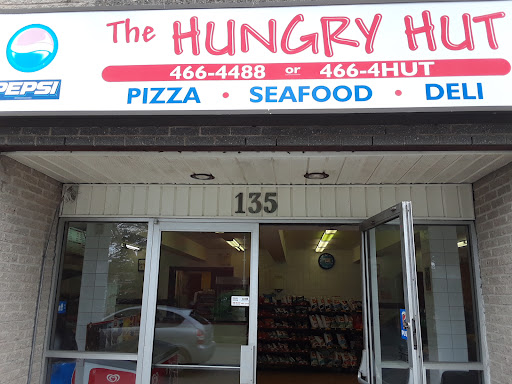 The HUNGRY HUT
PEPSI
466-4488 or 466-4HUT
PIZZA • SEAFOOD • DELI
135